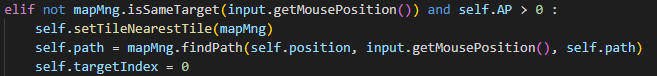 elif not mapMng.isSameTarget(input.getMousePosition()) and self.AP > 0 :
self.setTileNearestTile(mapMng)
self.path = mapMng.findPath(self.position, input.getMousePosition(), self.path)
self.targetIndex = 0